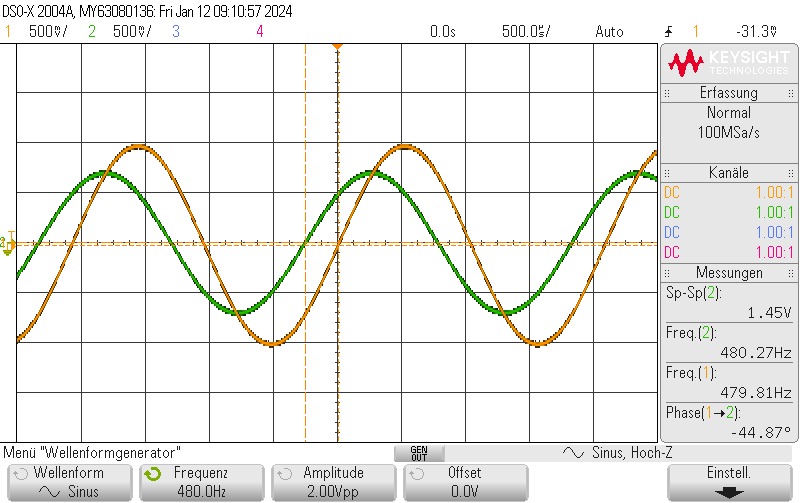 DSO-X 2004A, MY63080136: Fri Jan 12 09:10:57 2024
1 500♉/ 2 500♉/ 3 4 0.0s 500.0㎲/ Auto 1 -31.3♉
KEYSIGHT
TECHNOLOGIES
Erfassung
Normal
100MSa/s
Kanäle
DC 1.00:1
DC 1.00:1
DC 1.00:1
DC 1.00:1
Messungen
Sp-Sp(2):
1.45V
Freq.(2):
480.27Hz
Freq.(1):
479.81Hz
Phase(1→2):
-44.87°
2
Menü "Wellenformgenerator"
GEN
OUT
Sinus, Hoch-Z
Wellenform
Sinus
Frequenz
480.0Hz
Amplitude
2.00Vpp
Offset
0.0V
Einstell.